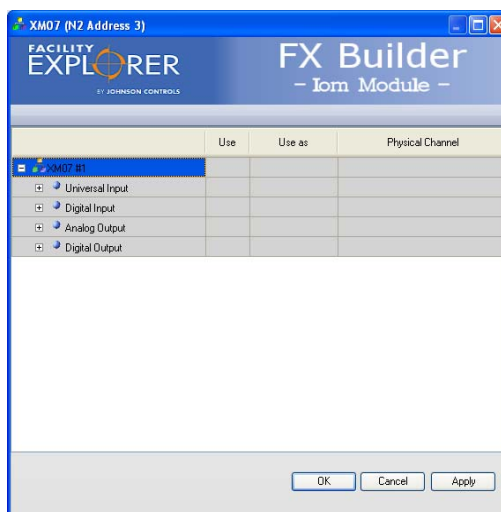 XM07 (N2 Address 3)
FACILITY
EXPLORER
BY JOHNSON CONTROLS
FX Builder
– Iom Module –
Use Use as Physical Channel
XM07 #1
Universal Input
Digital Input
Analog Output
Digital Output
OK Cancel Apply